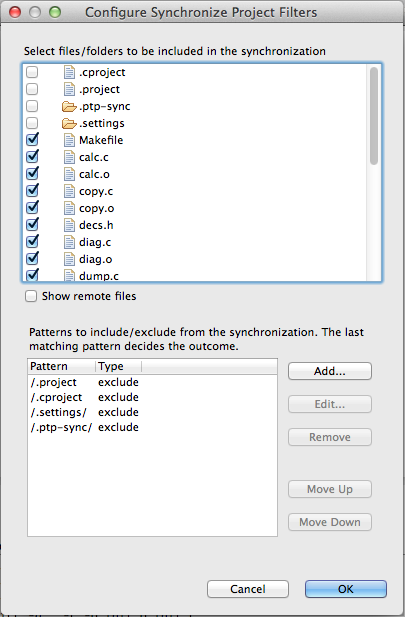 Configure Synchronize Project Filters
Select files/folders to be included in the synchronization
.cproject
.project
.ptp-sync
.settings
Makefile
calc.c
calc.o
copy.c
copy.o
decs.h
diag.c
diag.o
dump.c
Show remote files
Patterns to include/exclude from the synchronization. The last
matching pattern decides the outcome.
Pattern Type
/.project exclude
/.cproject exclude
/.settings/ exclude
/.ptp-sync/ exclude
Add...
Edit...
Remove
Move Up
Move Down
Cancel OK